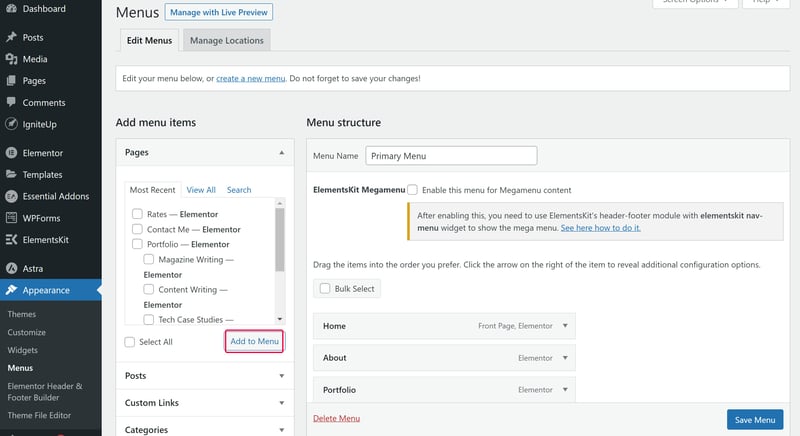 Dashboard
Posts
Media
Pages
Comments
IgniteUp
Elementor
Templates
Essential Addons
WPForms
ElementsKit
Astra
Appearance
Themes
Customize
Widgets
Menus
Elementor Header &
Footer Builder
Theme File Editor
Menus
Manage with Live Preview
Screen Options
Help
Edit Menus
Manage Locations
Edit your menu below, or create a new menu. Do not forget to save your changes!
Add menu items
Pages
Most Recent
View All
Search
Rates — Elementor
Contact Me — Elementor
Portfolio — Elementor
Magazine Writing —
Elementor
Content Writing —
Elementor
Tech Case Studies —
Select All
Add to Menu
Posts
Custom Links
Categories
Menu structure
Menu Name
Primary Menu
ElementsKit Megamenu
Enable this menu for Megamenu content
After enabling this, you need to use ElementsKit's header-footer module with elementskit nav-
menu widget to show the mega menu. See here how to do it.
Drag the items into the order you prefer. Click the arrow on the right of the item to reveal additional configuration options.
Bulk Select
Home
Front Page, Elementor
About
Elementor
Portfolio
Elementor
Delete Menu
Save Menu